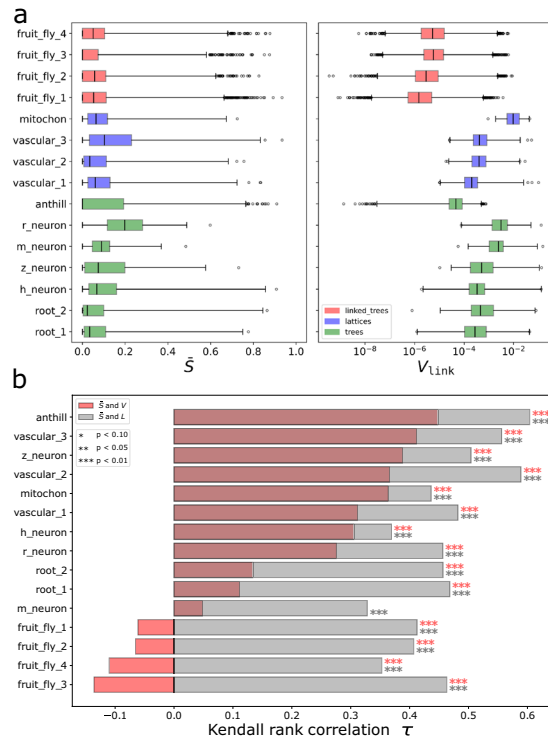 a
fruit_fly_4
fruit_fly_3
fruit_fly_2
fruit_fly_1
mitochon
vascular_3
vascular_2
vascular_1
anthill
r_neuron
m_neuron
z_neuron
h_neuron
root_2
root_1
0.0 0.2 0.4 0.6 0.8 1.0
S̄
linked_trees
lattices
trees
10⁻⁸ 10⁻⁶ 10⁻⁴ 10⁻²
V_link
b
S̄ and V
S̄ and L
* p < 0.10
** p < 0.05
*** p < 0.01
anthill *** ***
vascular_3 *** ***
z_neuron *** ***
vascular_2 *** ***
mitochon *** ***
vascular_1 *** ***
h_neuron *** ***
r_neuron *** ***
root_2 *** ***
root_1 *** ***
m_neuron ***
fruit_fly_1 *** ***
fruit_fly_2 *** ***
fruit_fly_4 *** ***
fruit_fly_3 *** ***
−0.1 0.0 0.1 0.2 0.3 0.4 0.5 0.6
Kendall rank correlation τ